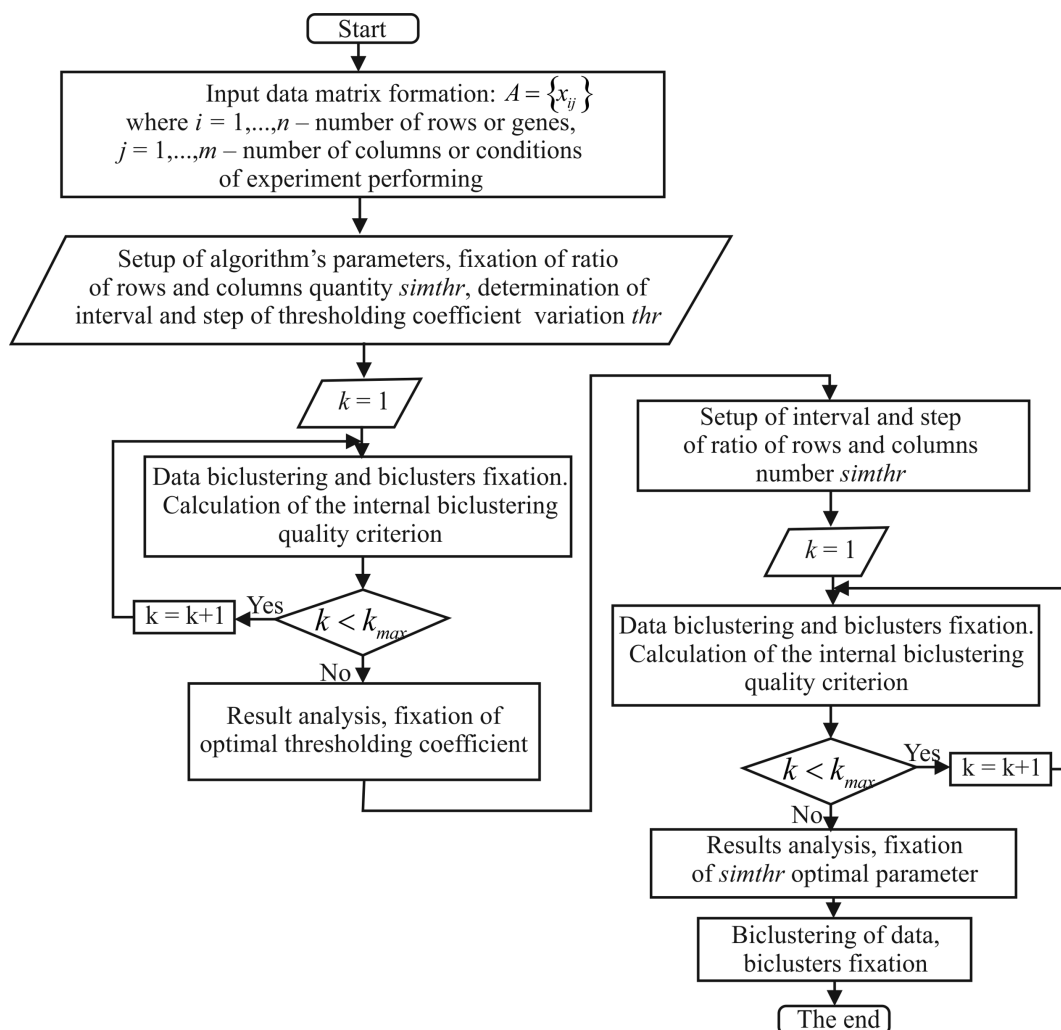 Start
Input data matrix formation: A = {x_ij}
where i = 1,...,n – number of rows or genes,
j = 1,...,m – number of columns or conditions
of experiment performing
Setup of algorithm's parameters, fixation of ratio
of rows and columns quantity simthr, determination of
interval and step of thresholding coefficient variation thr
k = 1
Data biclustering and biclusters fixation.
Calculation of the internal biclustering
quality criterion
k = k+1
Yes
k < k_max
No
Result analysis, fixation of
optimal thresholding coefficient
Setup of interval and step
of ratio of rows and columns
number simthr
k = 1
Data biclustering and biclusters fixation.
Calculation of the internal biclustering
quality criterion
k < k_max
Yes
k = k+1
No
Results analysis, fixation
of simthr optimal parameter
Biclustering of data,
biclusters fixation
The end